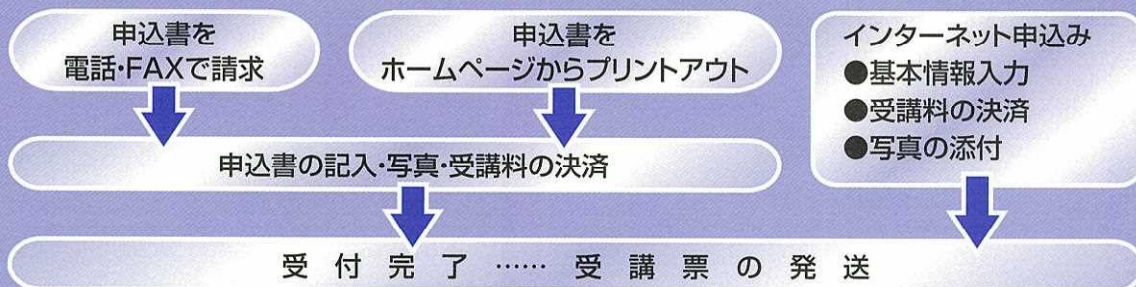 申込書を
電話・FAXで請求
申込書を
ホームページからプリントアウト
申込書の記入・写真・受講料の決済
インターネット申込み
●基本情報入力
●受講料の決済
●写真の添付
受付完了……受講票の発送